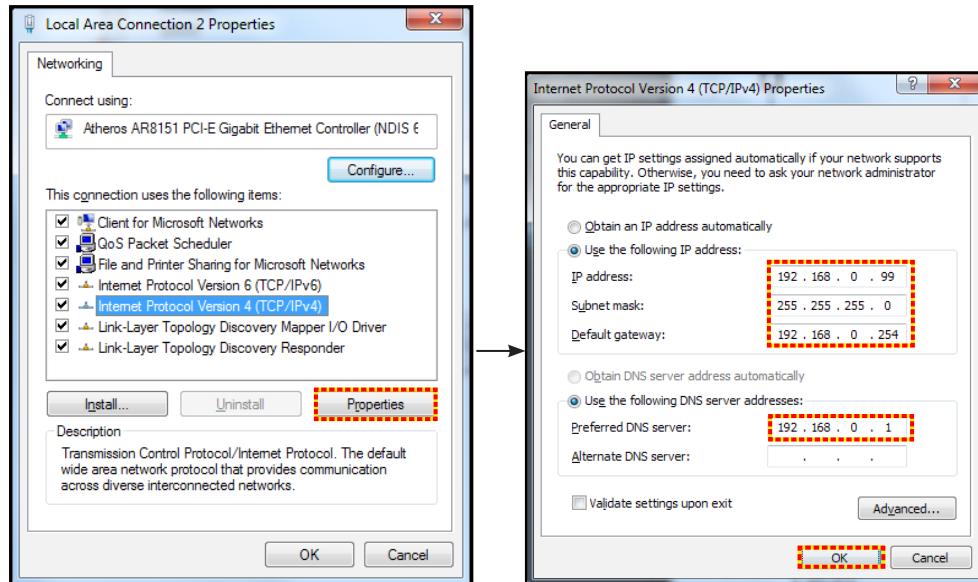 Local Area Connection 2 Properties
Networking
Connect using:
Atheros AR8151 PCI-E Gigabit Ethernet Controller (NDIS 6
Configure...
This connection uses the following items:
Client for Microsoft Networks
QoS Packet Scheduler
File and Printer Sharing for Microsoft Networks
Internet Protocol Version 6 (TCP/IPv6)
Internet Protocol Version 4 (TCP/IPv4)
Link-Layer Topology Discovery Mapper I/O Driver
Link-Layer Topology Discovery Responder
Install...
Uninstall
Properties
Description
Transmission Control Protocol/Internet Protocol. The default
wide area network protocol that provides communication
across diverse interconnected networks.
OK
Cancel
Internet Protocol Version 4 (TCP/IPv4) Properties
General
You can get IP settings assigned automatically if your network supports
this capability. Otherwise, you need to ask your network administrator
for the appropriate IP settings.
Obtain an IP address automatically
Use the following IP address:
IP address: 192 . 168 . 0 . 99
Subnet mask: 255 . 255 . 255 . 0
Default gateway: 192 . 168 . 0 . 254
Obtain DNS server address automatically
Use the following DNS server addresses:
Preferred DNS server: 192 . 168 . 0 . 1
Alternate DNS server: . . .
Validate settings upon exit
Advanced...
OK
Cancel